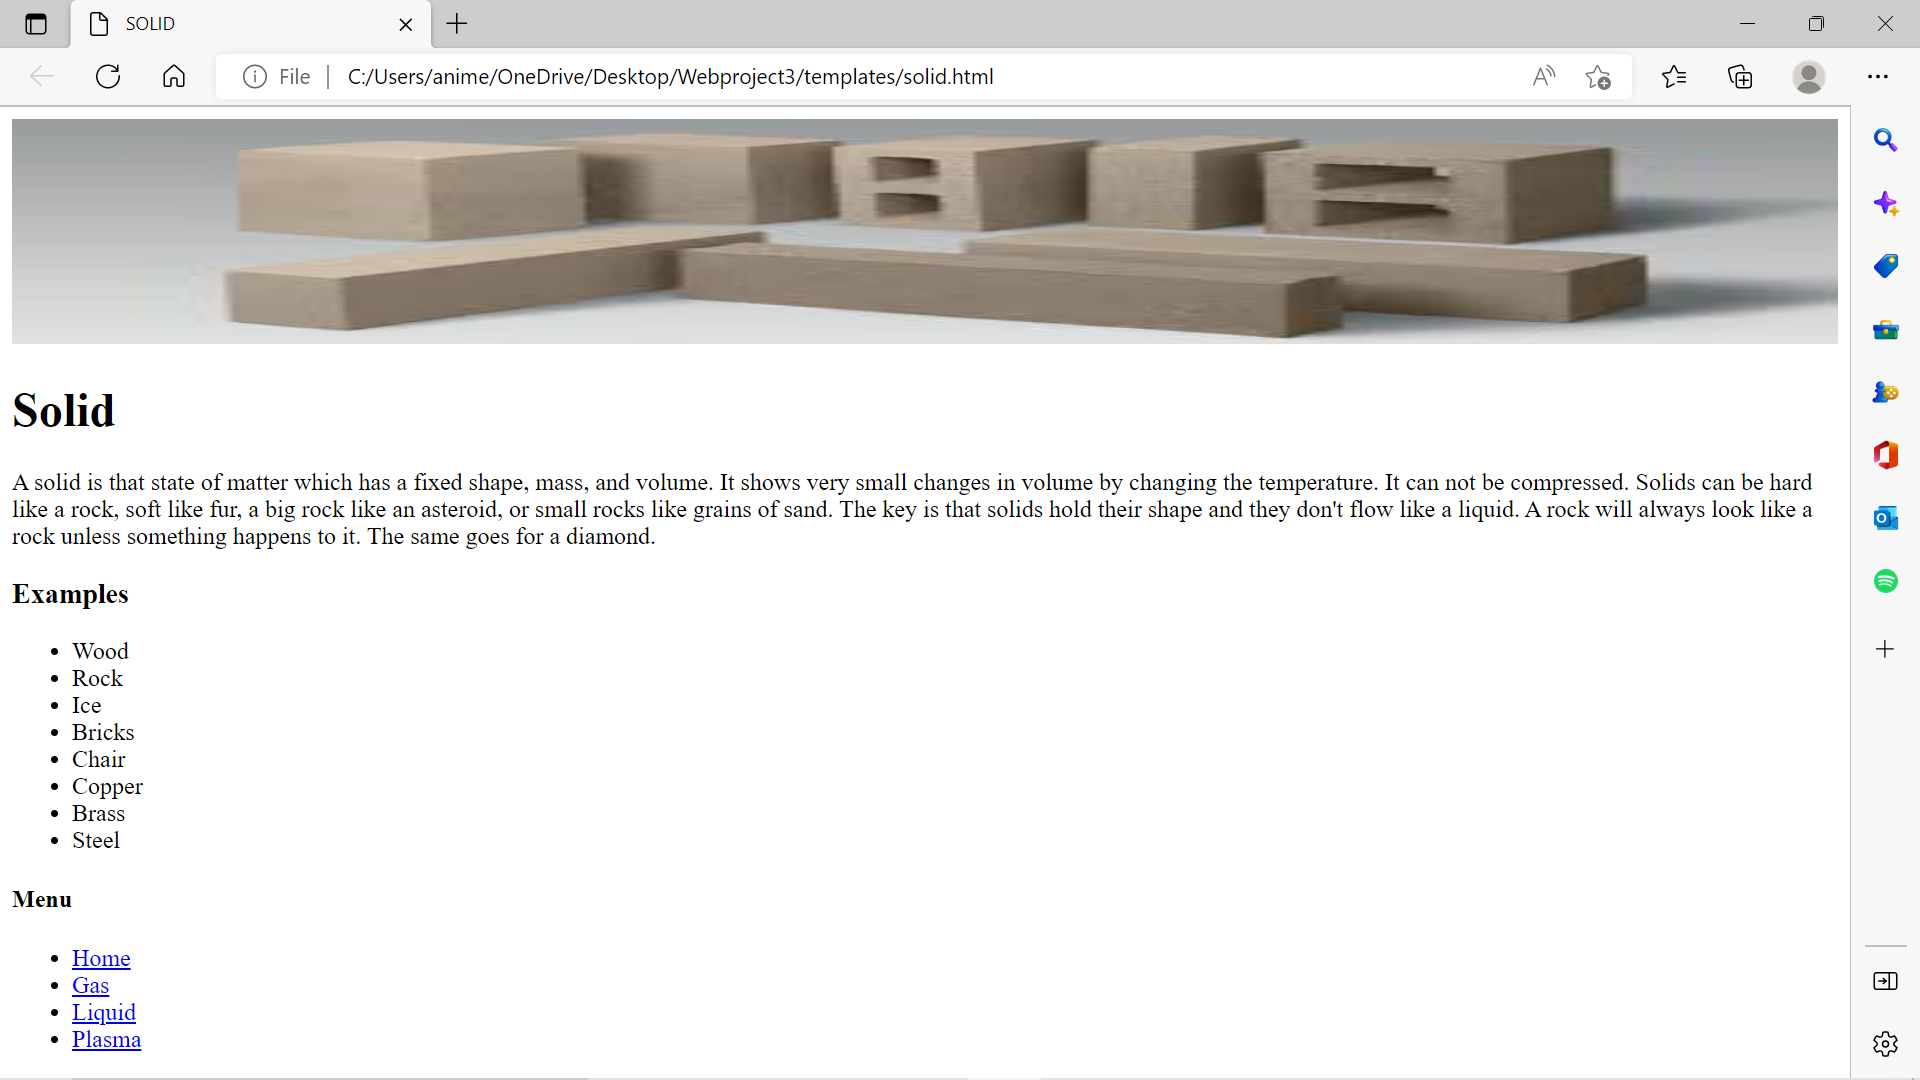 SOLID
File
C:/Users/anime/OneDrive/Desktop/Webproject3/templates/solid.html
Solid
A solid is that state of matter which has a fixed shape, mass, and volume. It shows very small changes in volume by changing the temperature. It can not be compressed. Solids can be hard
like a rock, soft like fur, a big rock like an asteroid, or small rocks like grains of sand. The key is that solids hold their shape and they don't flow like a liquid. A rock will always look like a
rock unless something happens to it. The same goes for a diamond.
Examples
Wood
Rock
Ice
Bricks
Chair
Copper
Brass
Steel
Menu
Home
Gas
Liquid
Plasma